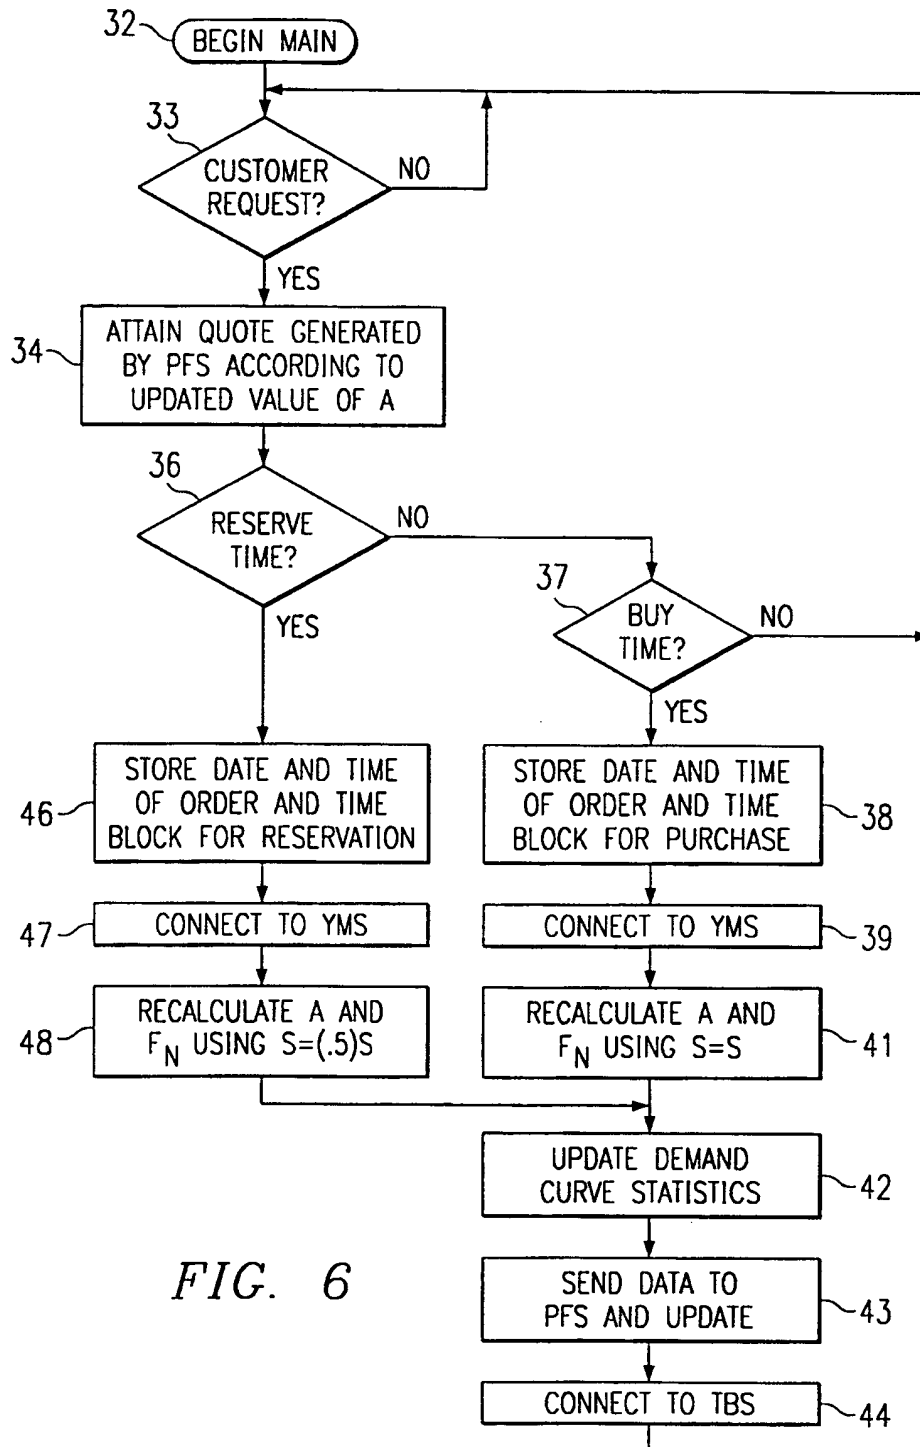 32
BEGIN MAIN
33
CUSTOMER
REQUEST?
NO
YES
34
ATTAIN QUOTE GENERATED
BY PFS ACCORDING TO
UPDATED VALUE OF A
36
RESERVE
TIME?
NO
YES
37
BUY
TIME?
NO
YES
46
STORE DATE AND TIME
OF ORDER AND TIME
BLOCK FOR RESERVATION
STORE DATE AND TIME
OF ORDER AND TIME
BLOCK FOR PURCHASE
38
47
CONNECT TO YMS
CONNECT TO YMS
39
48
RECALCULATE A AND
F_N USING S=(.5)S
RECALCULATE A AND
F_N USING S=S
41
UPDATE DEMAND
CURVE STATISTICS
42
SEND DATA TO
PFS AND UPDATE
43
CONNECT TO TBS
44
FIG. 6